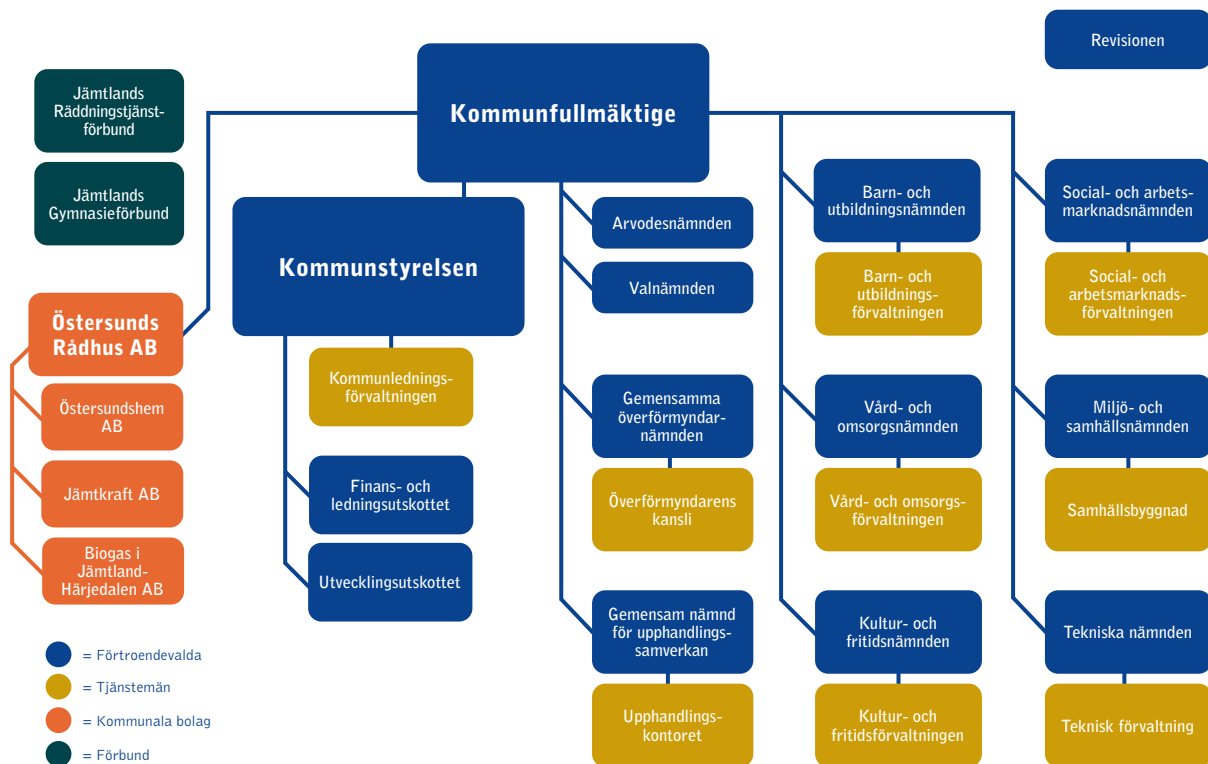 Revisionen
Kommunfullmäktige
Jämtlands
Räddningstjänst-
förbund
Jämtlands
Gymnasieförbund
Kommunstyrelsen
Arvodesnämnden
Valnämnden
Barn- och
utbildningsnämnden
Barn- och
utbildnings-
förvaltningen
Social- och arbets-
marknadsnämnden
Social- och
arbetsmarknads-
förvaltningen
Östersunds
Rådhus AB
Östersundshem
AB
Jämtkraft AB
Biogas i
Jämtland-
Härjedalen AB
Kommunlednings-
förvaltningen
Finans- och
ledningsutskottet
Utvecklingsutskottet
Gemensamma
överförmyndar-
nämnden
Överförmyndarens
kansli
Vård- och
omsorgsnämnden
Vård- och omsorgs-
förvaltningen
Miljö- och
samhällsnämnden
Samhällsbyggnad
Gemensam nämnd
för upphandlings-
samverkan
Upphandlings-
kontoret
Kultur- och
fritidsnämnden
Kultur- och
fritidsförvaltningen
Tekniska nämnden
Teknisk förvaltning
= Förtroendevalda
= Tjänstemän
= Kommunala bolag
= Förbund